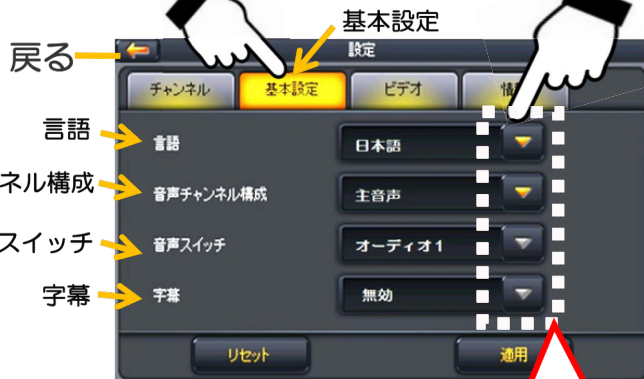 基本設定
戻る
設定
チャンネル 基本設定 ビデオ 情
言語
言語 日本語
ネル構成
音声チャンネル構成 主音声
スイッチ
音声スイッチ オーディオ1
字幕
字幕 無効
リセット 適用